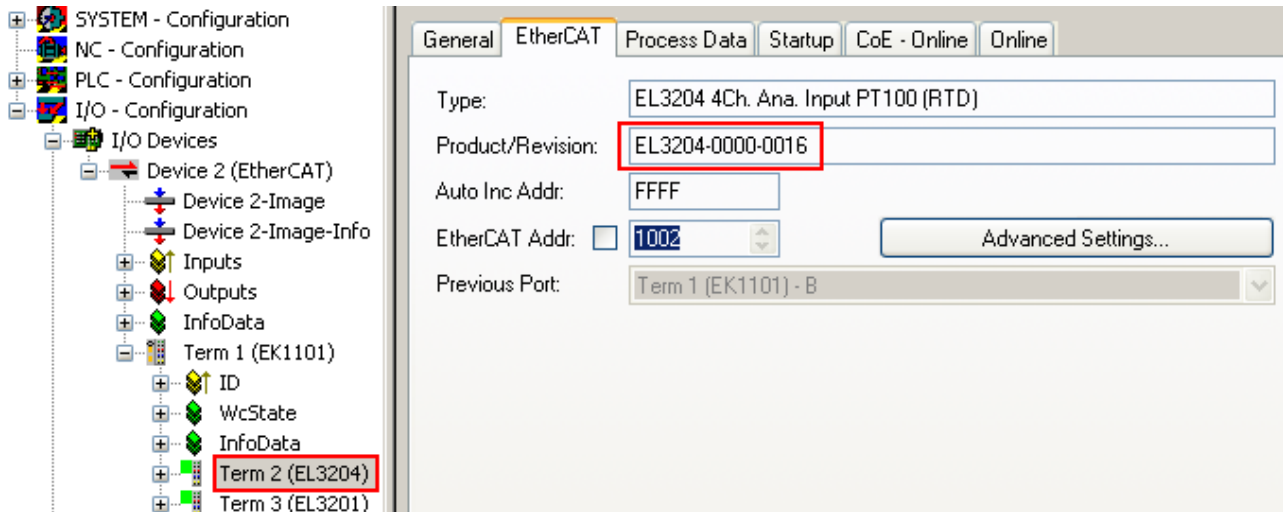 SYSTEM - Configuration
NC - Configuration
PLC - Configuration
I/O - Configuration
I/O Devices
Device 2 (EtherCAT)
Device 2-Image
Device 2-Image-Info
Inputs
Outputs
InfoData
Term 1 (EK1101)
ID
WcState
InfoData
Term 2 (EL3204)
Term 3 (EL3201)
General EtherCAT Process Data Startup CoE - Online Online
Type: EL3204 4Ch. Ana. Input PT100 (RTD)
Product/Revision: EL3204-0000-0016
Auto Inc Addr: FFFF
EtherCAT Addr: 1002 Advanced Settings...
Previous Port: Term 1 (EK1101) - B